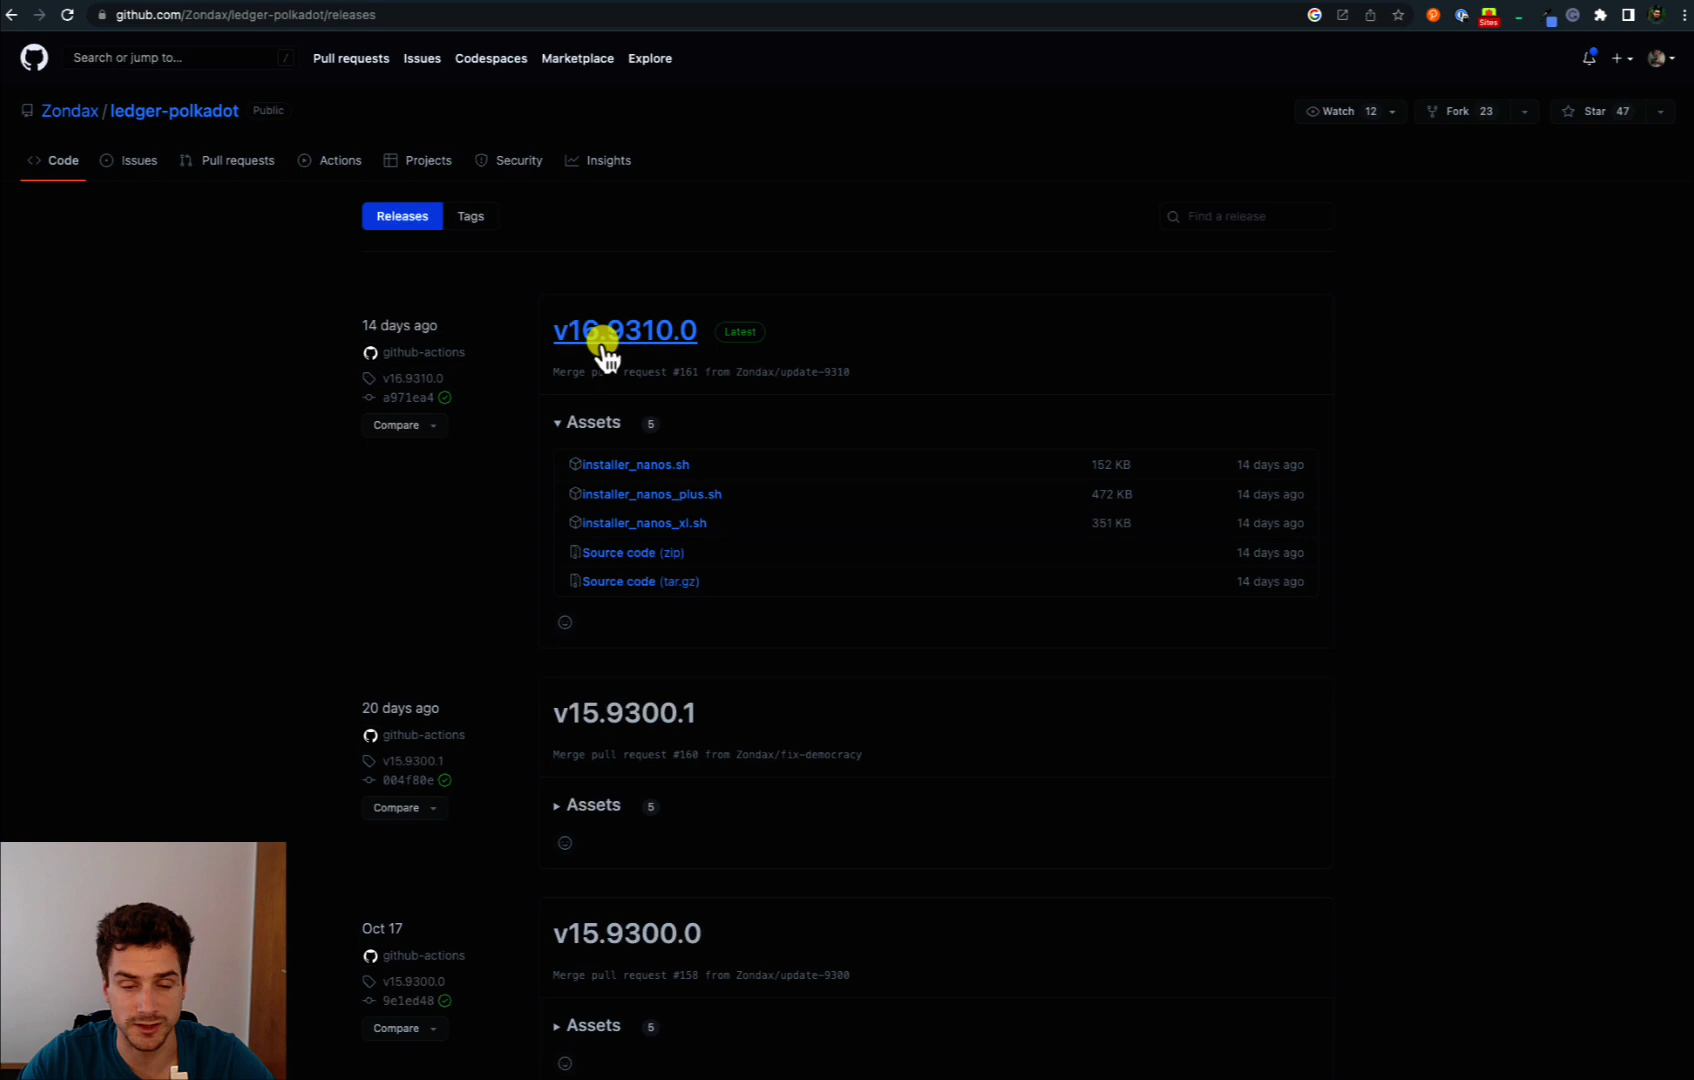 github.com/Zondax/ledger-polkadot/releases
Sites
Search or jump to... /
Pull requests Issues Codespaces Marketplace Explore
Zondax / ledger-polkadot Public
Watch 12 Fork 23 Star 47
Code Issues Pull requests Actions Projects Security Insights
Releases Tags
Find a release
14 days ago
github-actions
v16.9310.0
a971ea4
Compare
v16.9310.0 Latest
Merge pull request #161 from Zondax/update-9310
Assets 5
installer_nanos.sh 152 KB 14 days ago
installer_nanos_plus.sh 472 KB 14 days ago
installer_nanos_xl.sh 351 KB 14 days ago
Source code (zip) 14 days ago
Source code (tar.gz) 14 days ago
20 days ago
github-actions
v15.9300.1
004f80e
Compare
v15.9300.1
Merge pull request #160 from Zondax/fix-democracy
Assets 5
Oct 17
github-actions
v15.9300.0
9e1ed48
Compare
v15.9300.0
Merge pull request #158 from Zondax/update-9300
Assets 5